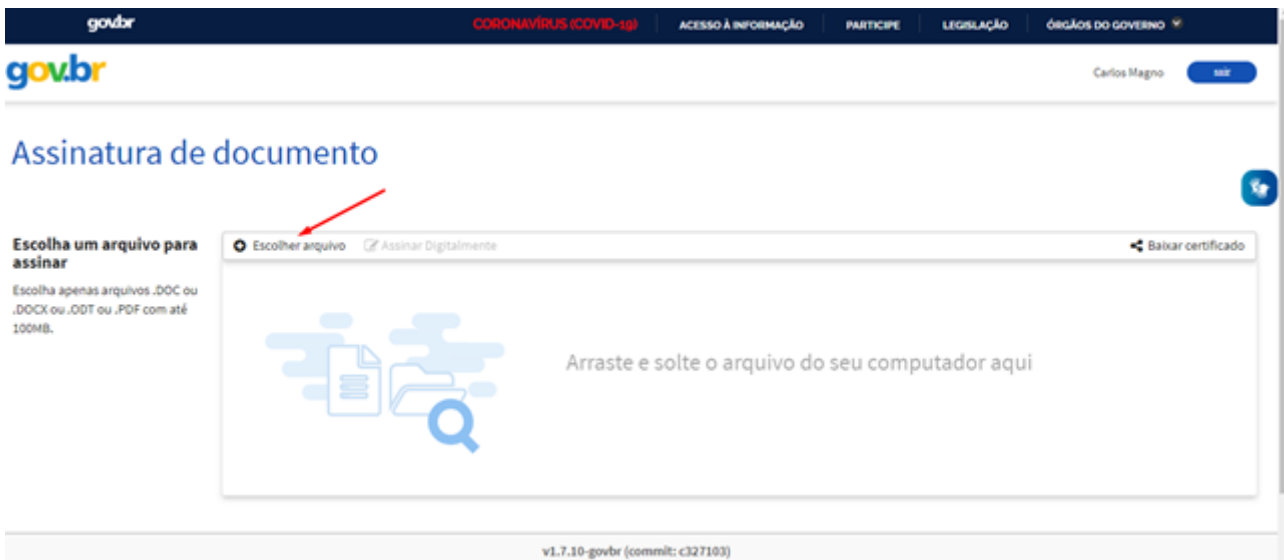 gov.br CORONAVÍRUS (COVID-19) ACESSO À INFORMAÇÃO PARTICIPE LEGISLAÇÃO ÓRGÃOS DO GOVERNO
gov.br Carlos Magno sair
Assinatura de documento
Escolha um arquivo para
assinar
Escolha apenas arquivos .DOC ou
.DOCX ou .ODT ou .PDF com até
100MB.
Escolher arquivo Assinar Digitalmente Baixar certificado
Arraste e solte o arquivo do seu computador aqui
v1.7.10-govbr (commit: c327103)